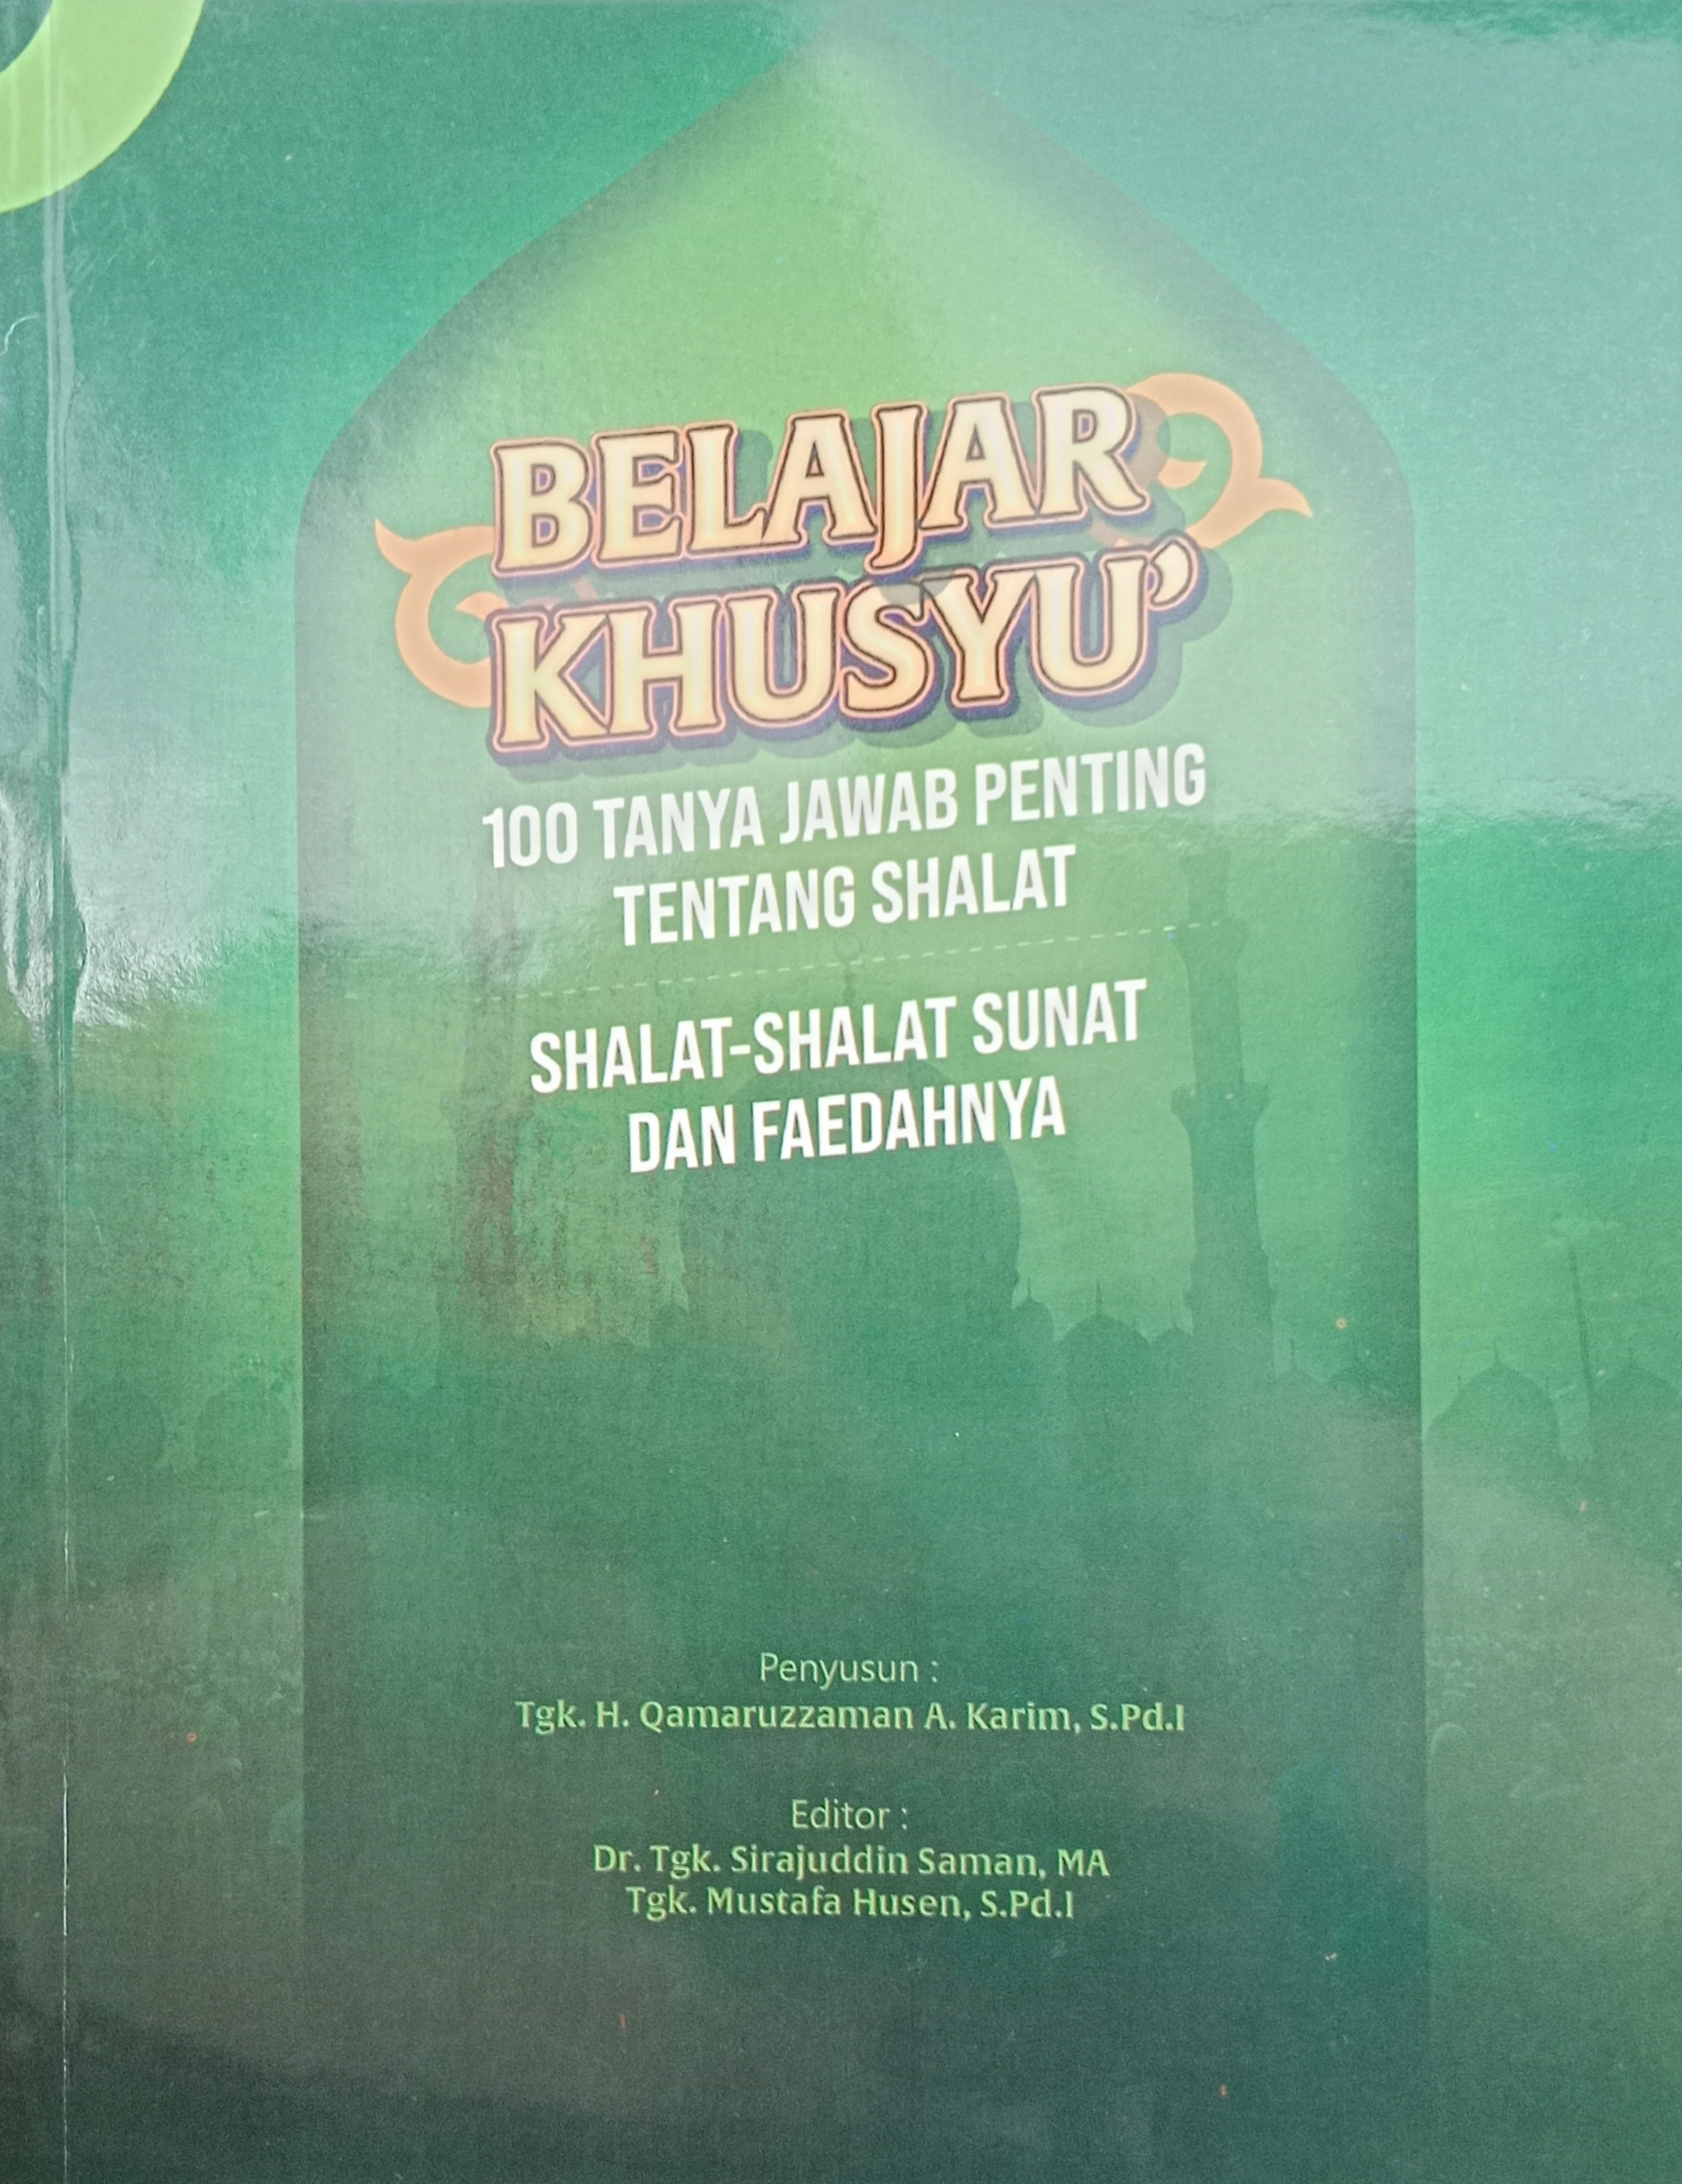 BELAJAR
KHUSYU'
100 TANYA JAWAB PENTING
TENTANG SHALAT
SHALAT-SHALAT SUNAT
DAN FAEDAHNYA
Penyusun :
Tgk. H. Qamaruzzaman A. Karim, S.Pd.I
Editor :
Dr. Tgk. Sirajuddin Saman, MA
Tgk. Mustafa Husen, S.Pd.I